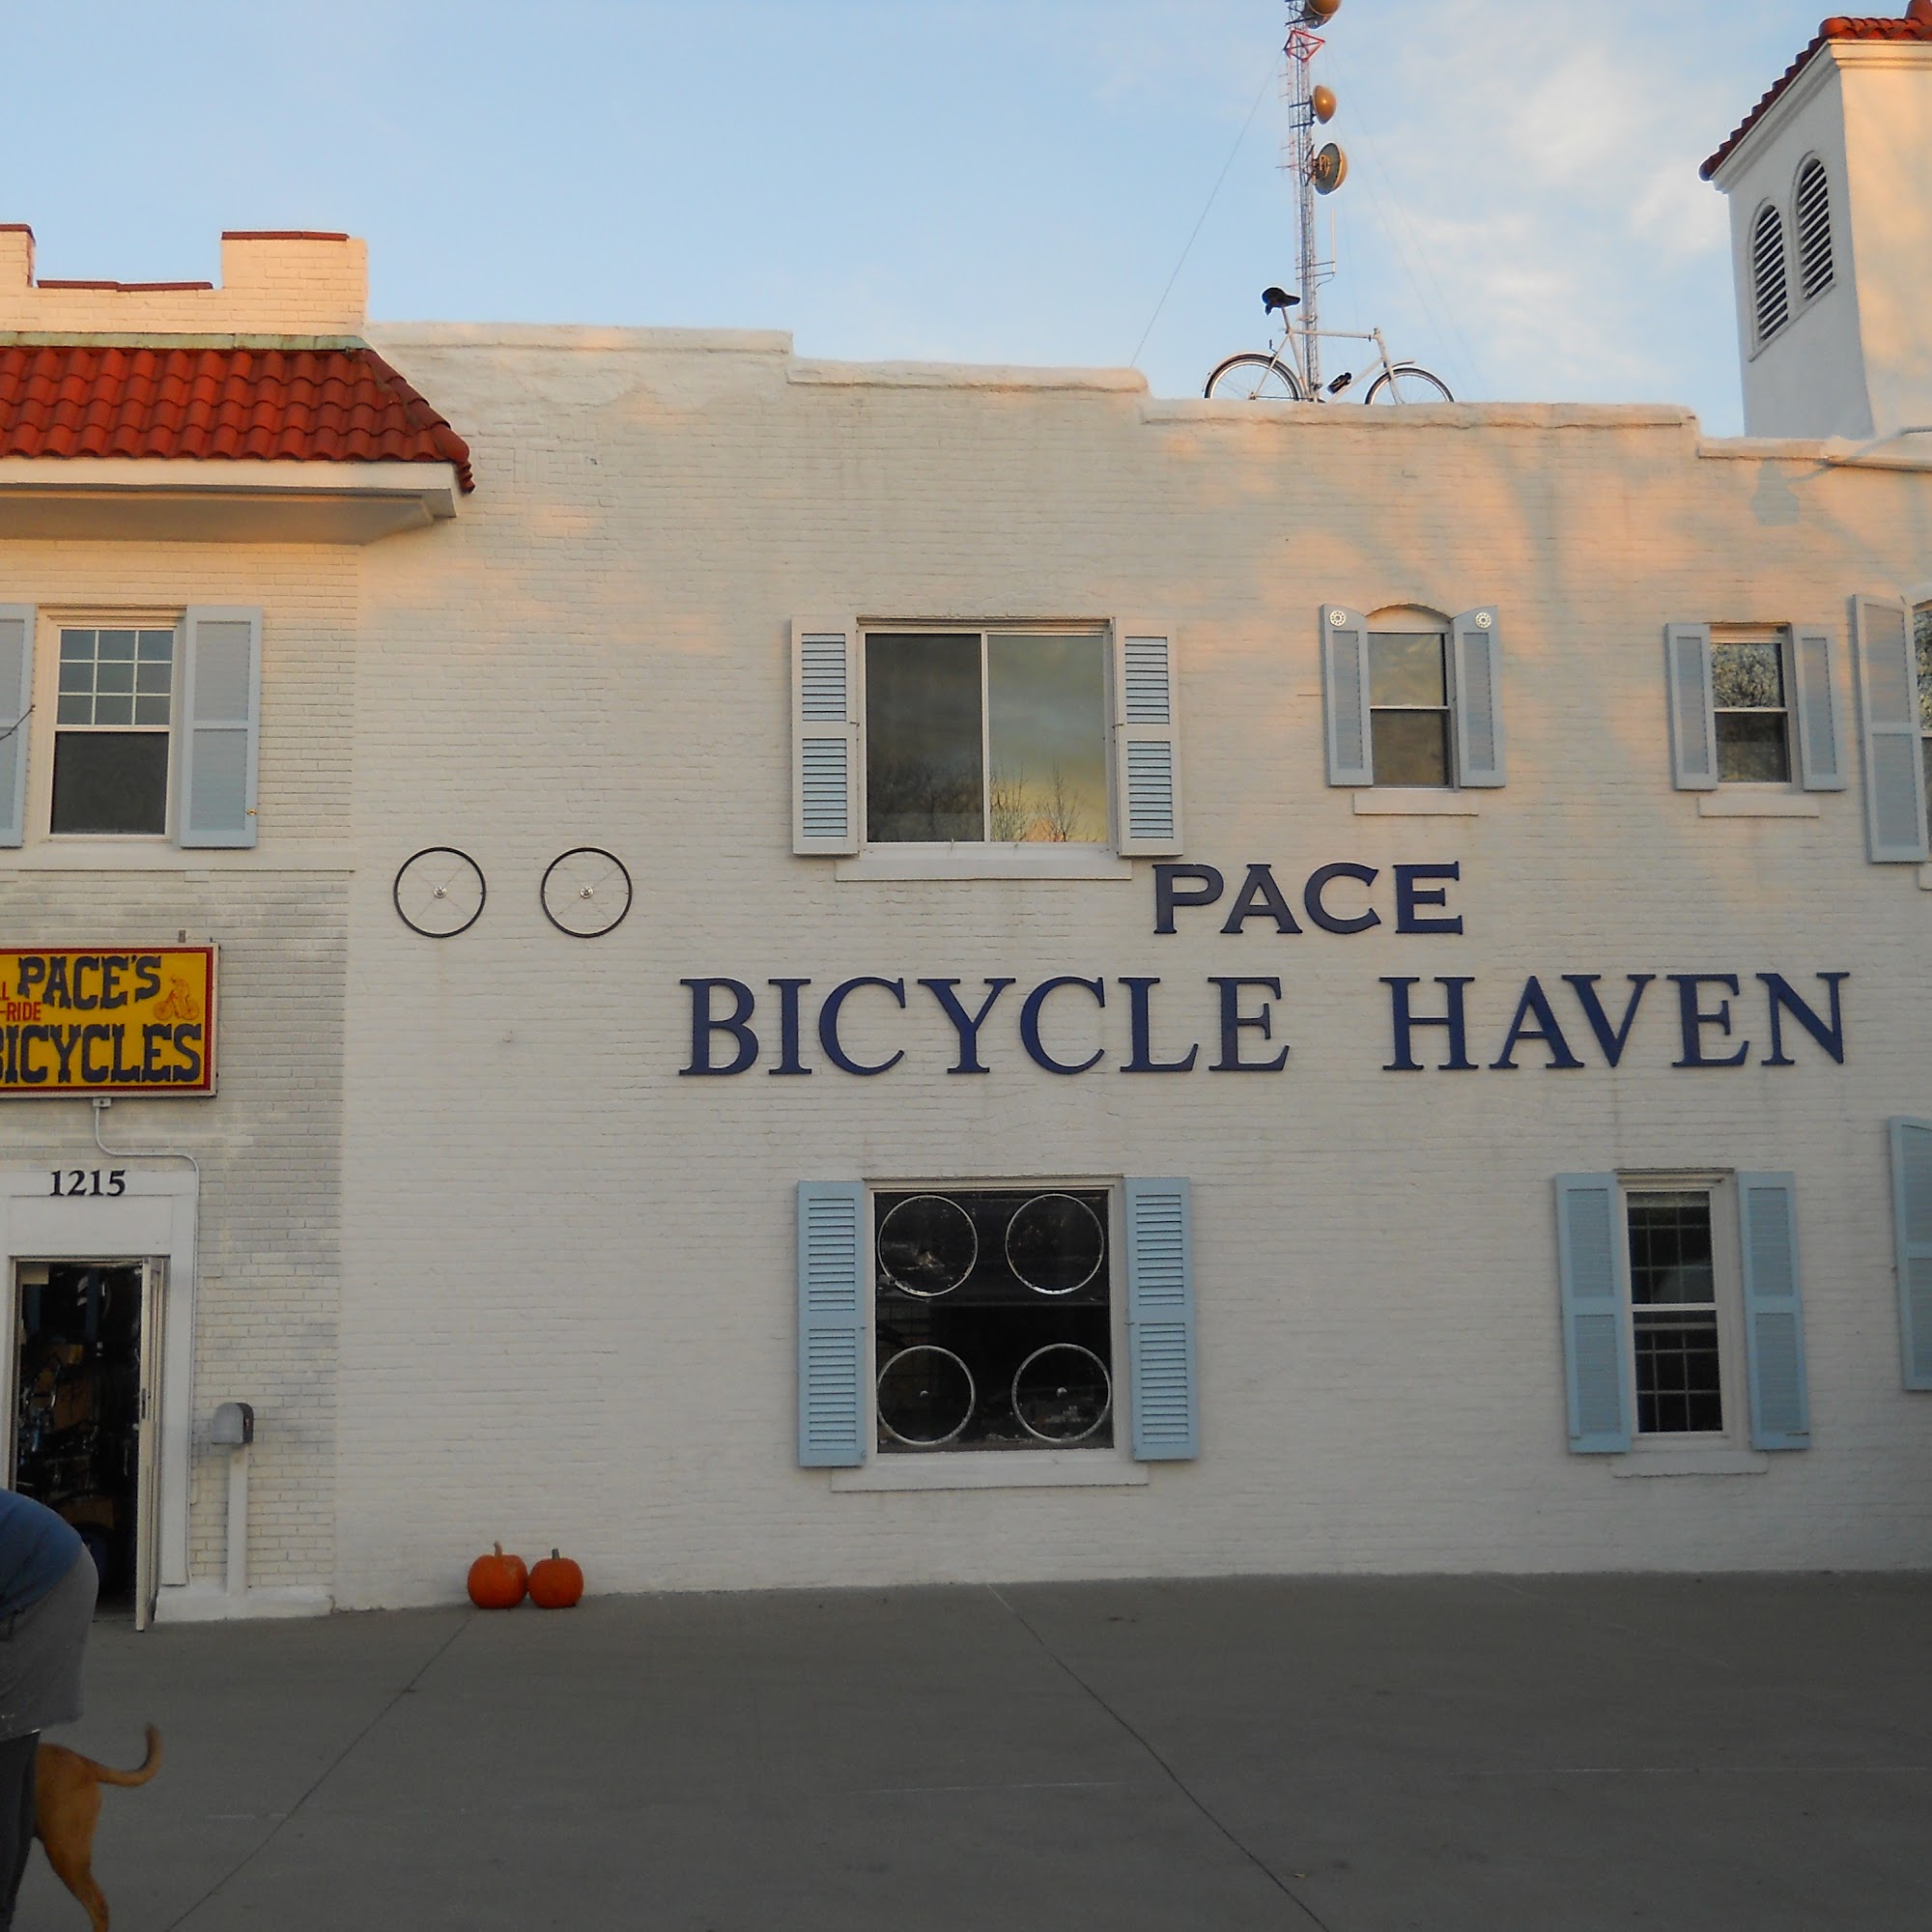 PACE
BICYCLE HAVEN
PACE'S
-RIDE
BICYCLES
1215